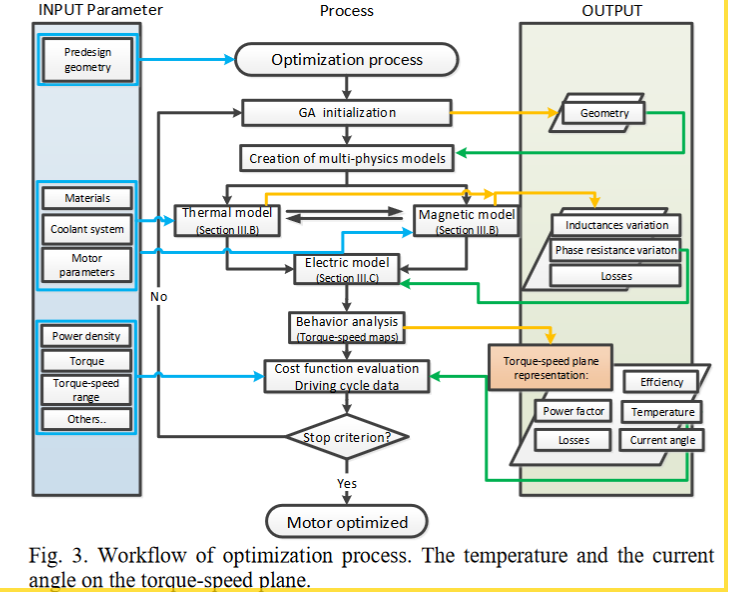 INPUT Parameter
Process
OUTPUT
Predesign
geometry
Optimization process
GA initialization
Geometry
Creation of multi-physics models
Materials
Coolant system
Motor
parameters
Thermal model
(Section III.B)
Magnetic model
(Section III.B)
Inductances variation
Phase resistance variaton
Losses
Electric model
(Section III.C)
No
Behavior analysis
(Torque-speed maps)
Power density
Torque
Torque-speed
range
Others..
Cost function evaluation
Driving cycle data
Torque-speed plane
representation:
Effciency
Power factor
Temperature
Losses
Current angle
Stop criterion?
Yes
Motor optimized
Fig. 3. Workflow of optimization process. The temperature and the current
angle on the torque-speed plane.